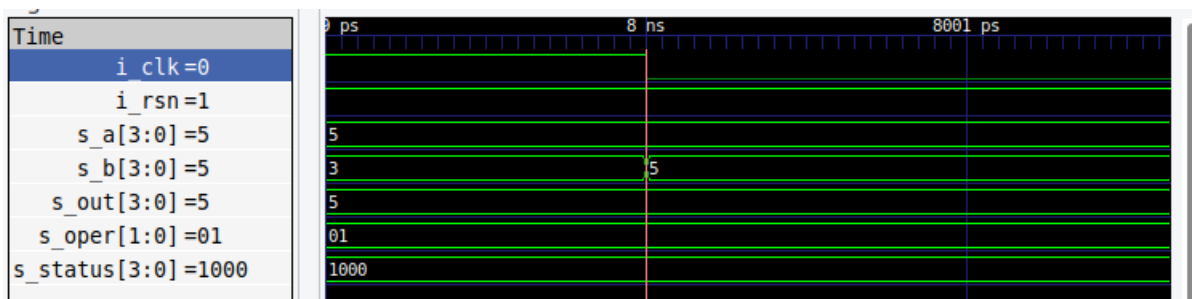 Time
i_clk=0
i_rsn=1
s_a[3:0]=5
s_b[3:0]=5
s_out[3:0]=5
s_oper[1:0]=01
s_status[3:0]=1000
ps 8 ns 8001 ps
5
3 5
5
01
1000